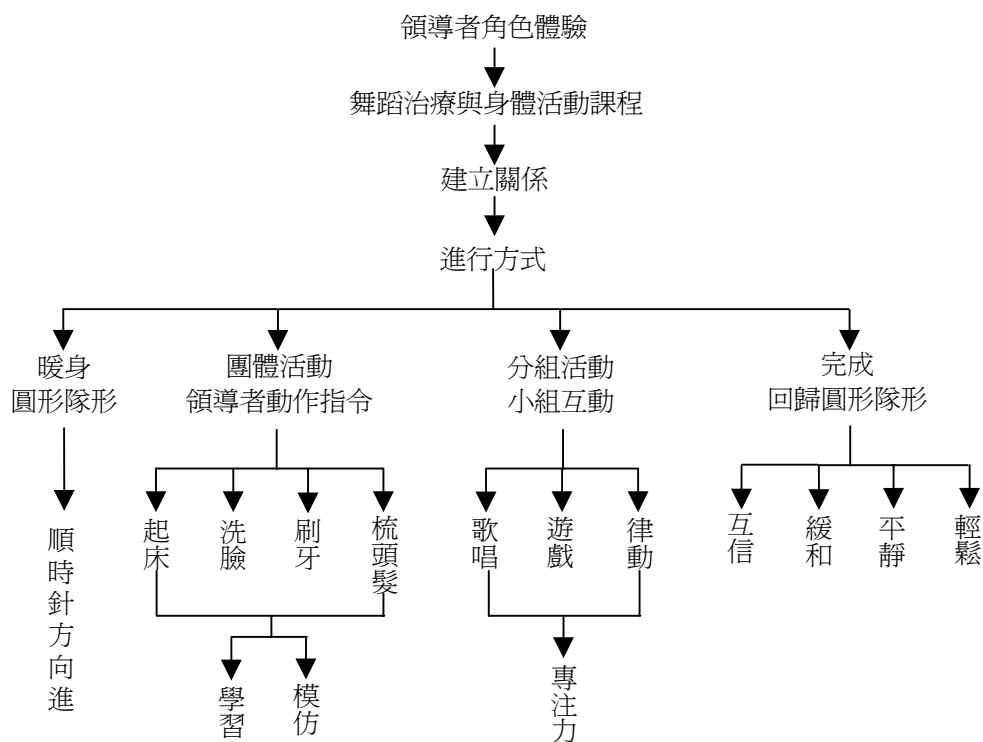 領導者角色體驗
舞蹈治療與身體活動課程
建立關係
進行方式
暖身
圓形隊形
團體活動
領導者動作指令
分組活動
小組互動
完成
回歸圓形隊形
順時針方向進
起床
洗臉
刷牙
梳頭髮
歌唱
遊戲
律動
互信
緩和
平靜
輕鬆
學習
模仿
專注力